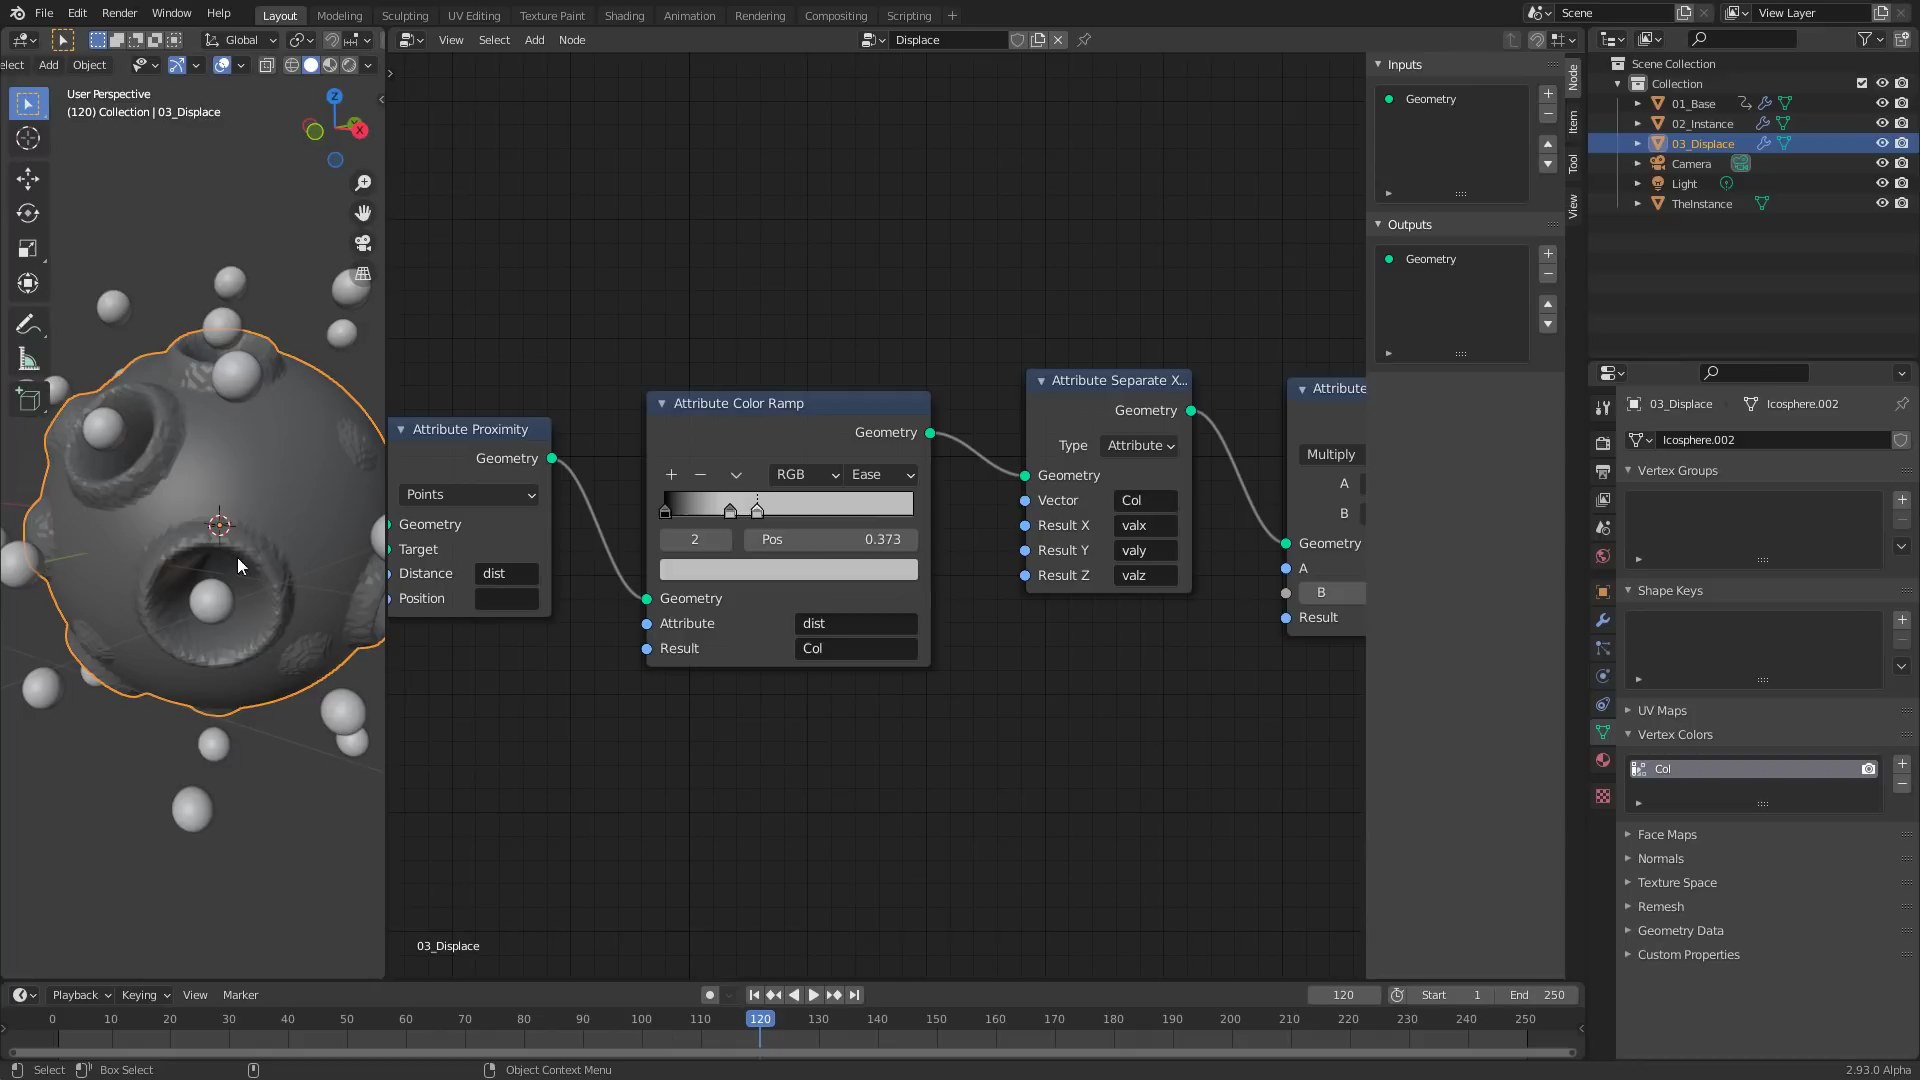 File Edit Render Window Help
Layout Modeling Sculpting UV Editing Texture Paint Shading Animation Rendering Compositing Scripting
Scene
View Layer
Global
View Select Add Node
Displace
elect Add Object
User Perspective
(120) Collection | 03_Displace
Z
Y
X
Inputs
Geometry
Outputs
Geometry
Node
Item
Tool
View
Scene Collection
Collection
01_Base
02_Instance
03_Displace
Camera
Light
TheInstance
Attribute Proximity
Geometry
Points
Geometry
Target
Distance dist
Position
Attribute Color Ramp
Geometry
RGB Ease
2 Pos 0.373
Geometry
Attribute dist
Result Col
Attribute Separate X...
Geometry
Type Attribute
Geometry
Vector Col
Result X valx
Result Y valy
Result Z valz
Attribute
Multiply
A
B
Geometry
A
B
Result
03_Displace
03_Displace Icosphere.002
Icosphere.002
Vertex Groups
Shape Keys
UV Maps
Vertex Colors
Col
Face Maps
Normals
Texture Space
Remesh
Geometry Data
Custom Properties
Playback Keying View Marker
120 Start 1 End 250
0 10 20 30 40 50 60 70 80 90 100 110 120 130 140 150 160 170 180 190 200 210 220 230 240 250
Select Box Select Object Context Menu 2.93.0 Alpha